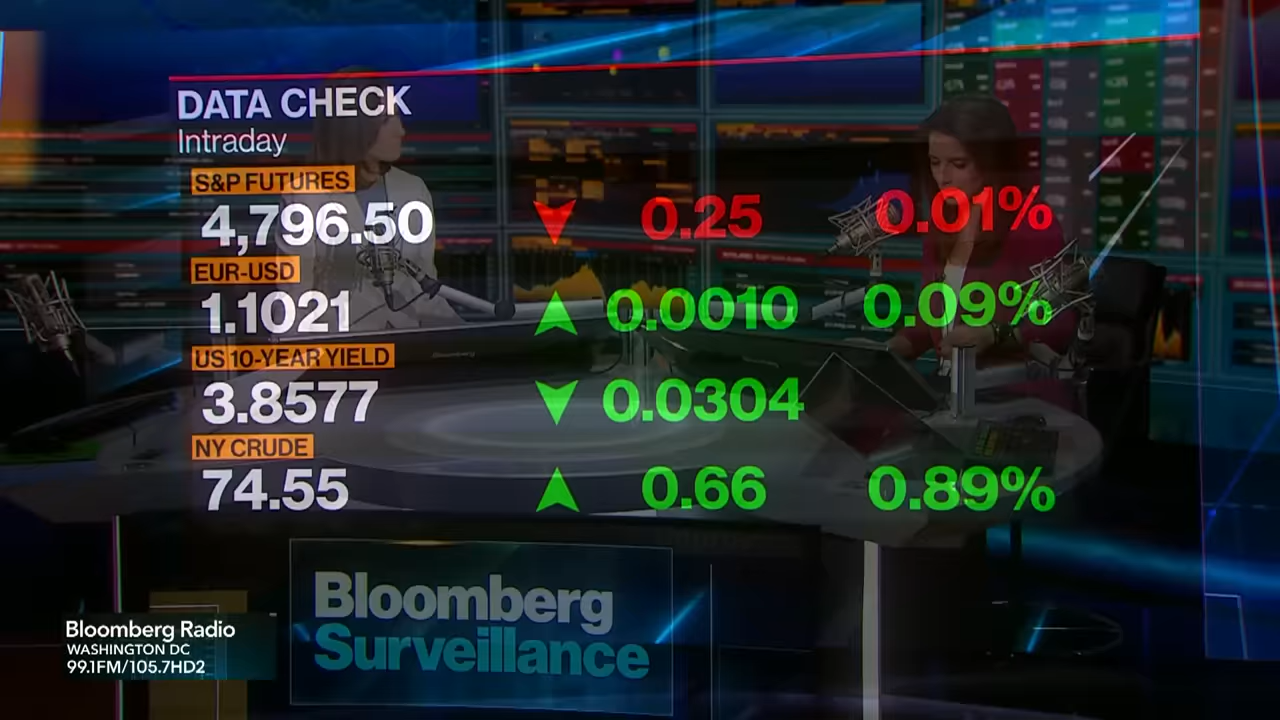 DATA CHECK
Intraday
S&P FUTURES
4,796.50 0.25 0.01%
EUR-USD
1.1021 0.0010 0.09%
US 10-YEAR YIELD
3.8577 0.0304
NY CRUDE
74.55 0.66 0.89%
Bloomberg
Surveillance
Bloomberg Radio
WASHINGTON DC
99.1FM/105.7HD2